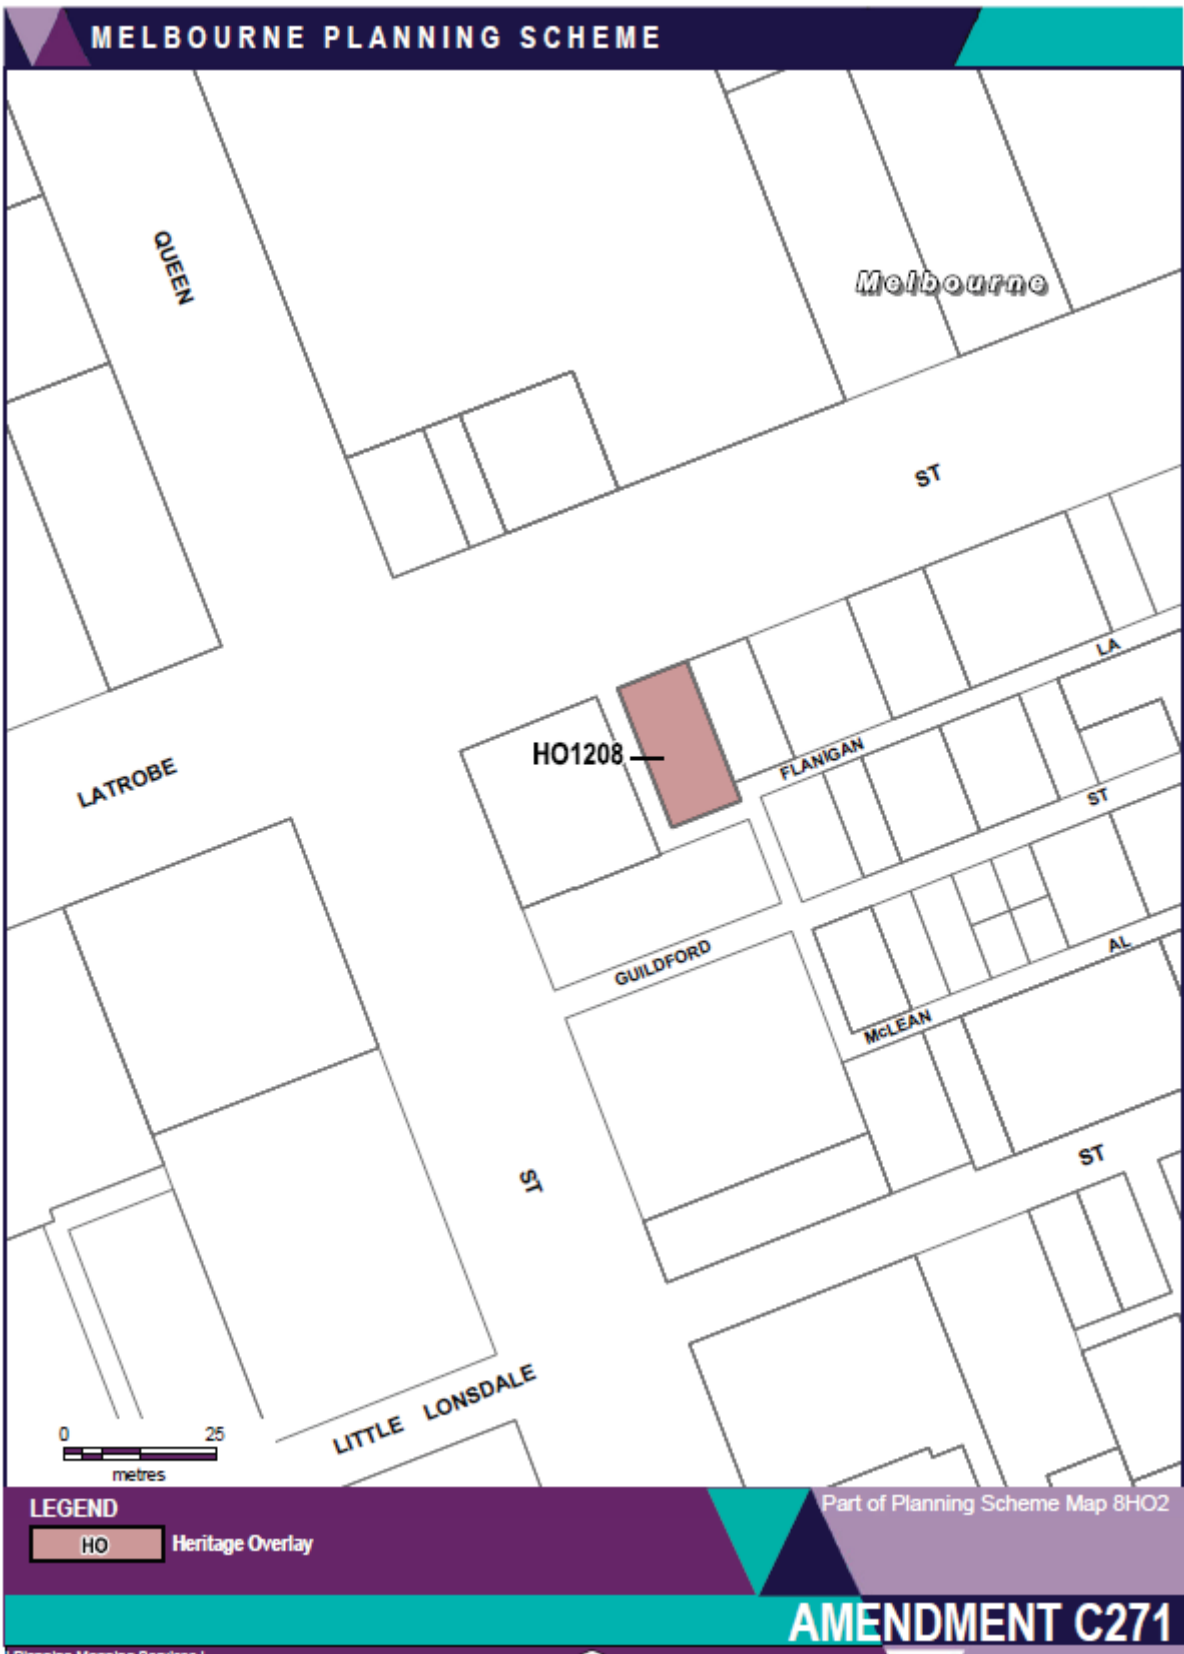 MELBOURNE PLANNING SCHEME
QUEEN
Melbourne
ST
LA
HO1208
FLANIGAN
LATROBE
ST
GUILDFORD
AL
McLEAN
ST
ST
LITTLE LONSDALE
0 25
metres
LEGEND
HO Heritage Overlay
Part of Planning Scheme Map 8HO2
AMENDMENT C271